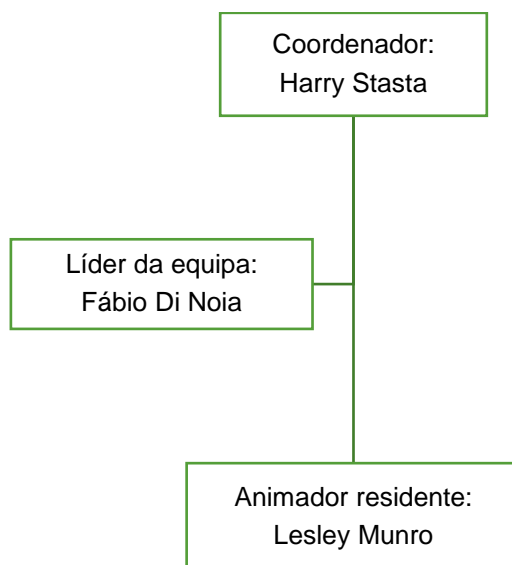 Coordenador:
Harry Stasta
Líder da equipa:
Fábio Di Noia
Animador residente:
Lesley Munro